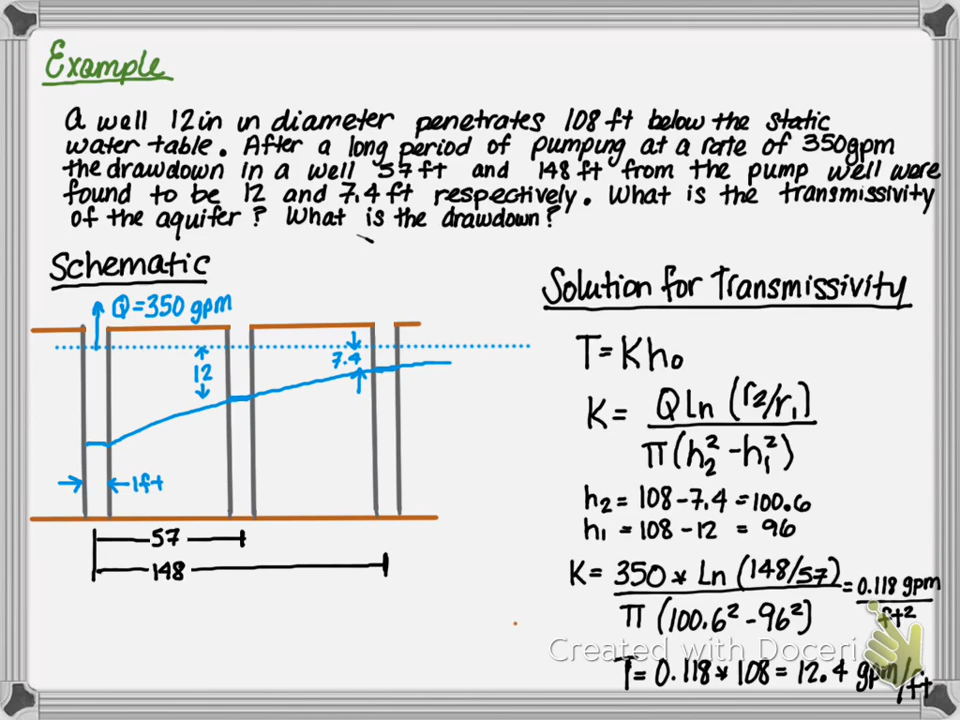 Example
A well 12in in diameter penetrates 108 ft below the static
water table. After a long period of pumping at a rate of 350gpm
the drawdown in a well 57ft and 148 ft from the pump well were
found to be 12 and 7.4 ft respectively. What is the transmissivity
of the aquifer? What is the drawdown?
Schematic
Q=350 gpm
12
7.4
1ft
57
148
Solution for Transmissivity
T=Kh₀
K= Q Ln (r2/r1)
π(h₂²-h₁²)
h₂= 108-7.4=100.6
h₁ =108-12 = 96
K= 350* Ln (148/57) = 0.118 gpm
π (100.6²-96²) ft²
Created with Doceri
T= 0.118*108= 12.4 gpm/ft